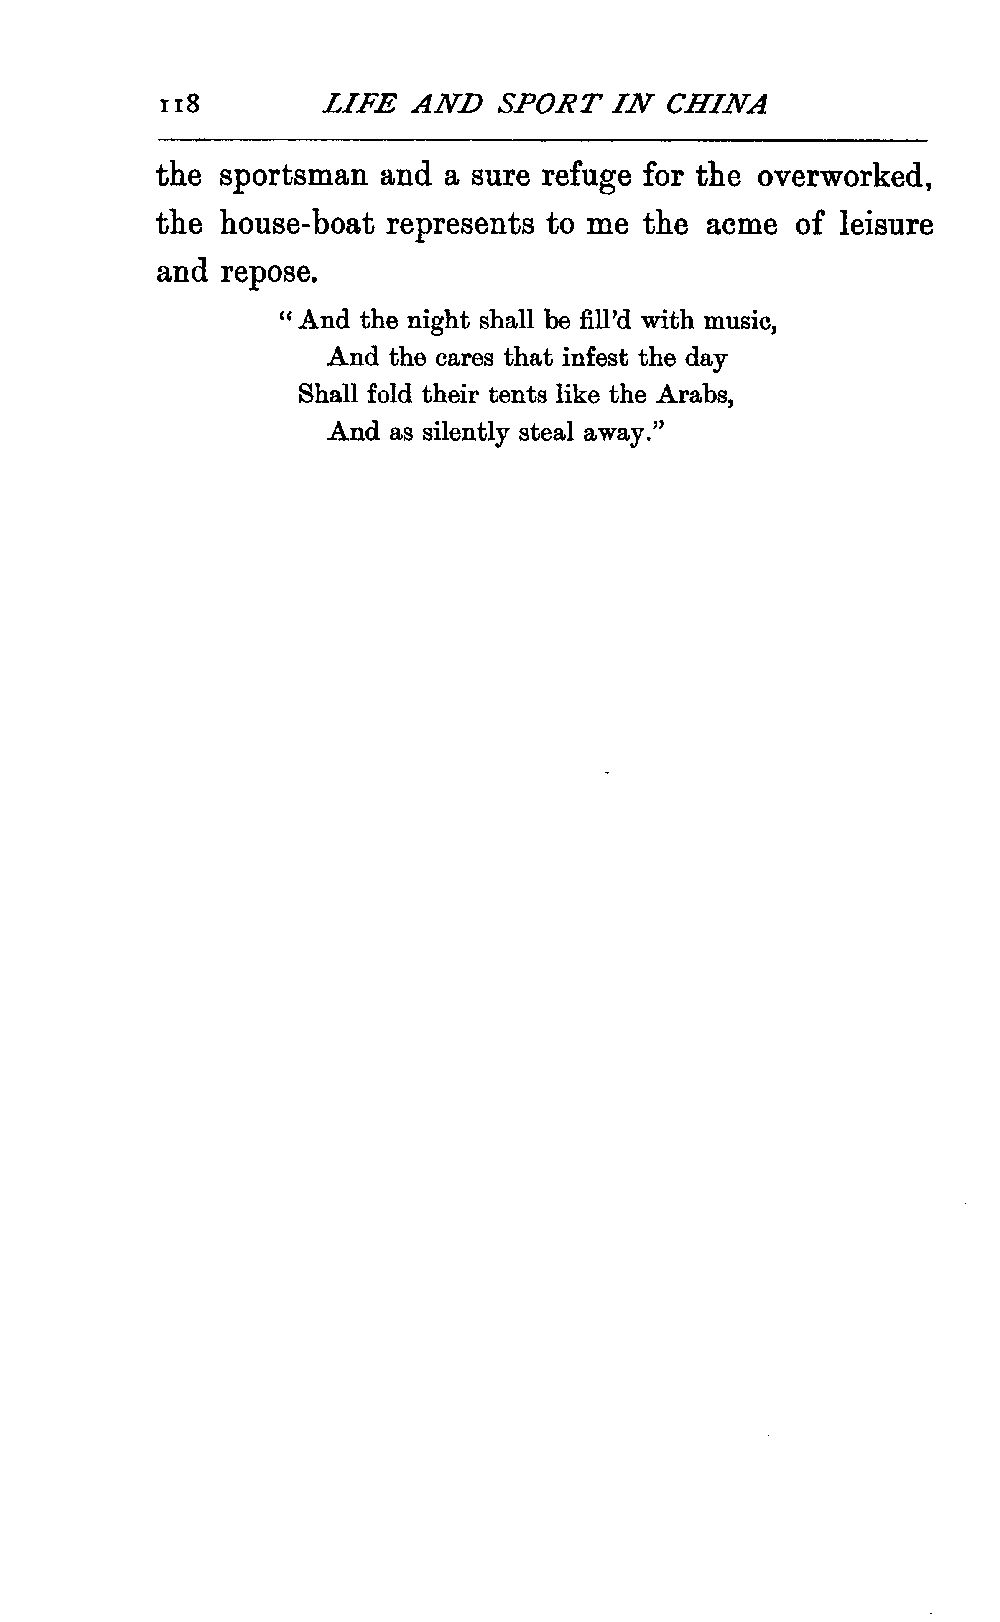 118 LIFE AND SPORT IN CHINA
the sportsman and a sure refuge for the overworked,
the house-boat represents to me the acme of leisure
and repose.
“And the night shall be fill’d with music,
And the cares that infest the day
Shall fold their tents like the Arabs,
And as silently steal away.”